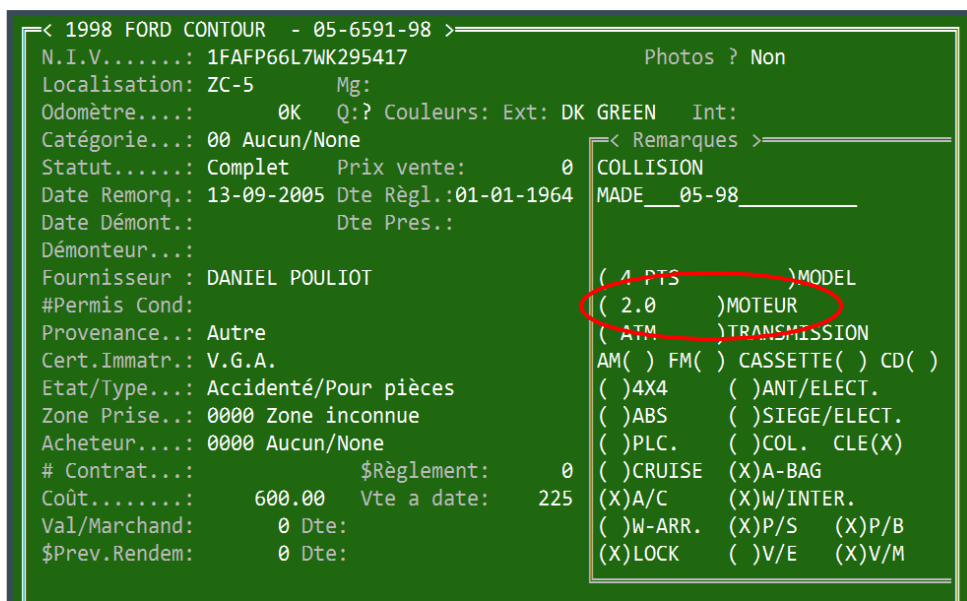 < 1998 FORD CONTOUR - 05-6591-98 >
N.I.V.......: 1FAFP66L7WK295417 Photos ? Non
Localisation: ZC-5 Mg:
Odomètre....: 0K Q:? Couleurs: Ext: DK GREEN Int:
Catégorie...: 00 Aucun/None
Statut......: Complet Prix vente: 0
Date Remorq.: 13-09-2005 Dte Règl.:01-01-1964
Date Démont.: Dte Pres.:
Démonteur...:
Fournisseur : DANIEL POULIOT
#Permis Cond:
Provenance..: Autre
Cert.Immatr.: V.G.A.
Etat/Type...: Accidenté/Pour pièces
Zone Prise..: 0000 Zone inconnue
Acheteur....: 0000 Aucun/None
# Contrat...: $Règlement: 0
Coût........: 600.00 Vte a date: 225
Val/Marchand: 0 Dte:
$Prev.Rendem: 0 Dte:
< Remarques >
COLLISION
MADE___05-98__________
( 4 PTS )MODEL
( 2.0 )MOTEUR
( ATM )TRANSMISSION
AM( ) FM( ) CASSETTE( ) CD( )
( )4X4 ( )ANT/ELECT.
( )ABS ( )SIEGE/ELECT.
( )PLC. ( )COL. CLE(X)
( )CRUISE (X)A-BAG
(X)A/C (X)W/INTER.
( )W-ARR. (X)P/S (X)P/B
(X)LOCK ( )V/E (X)V/M